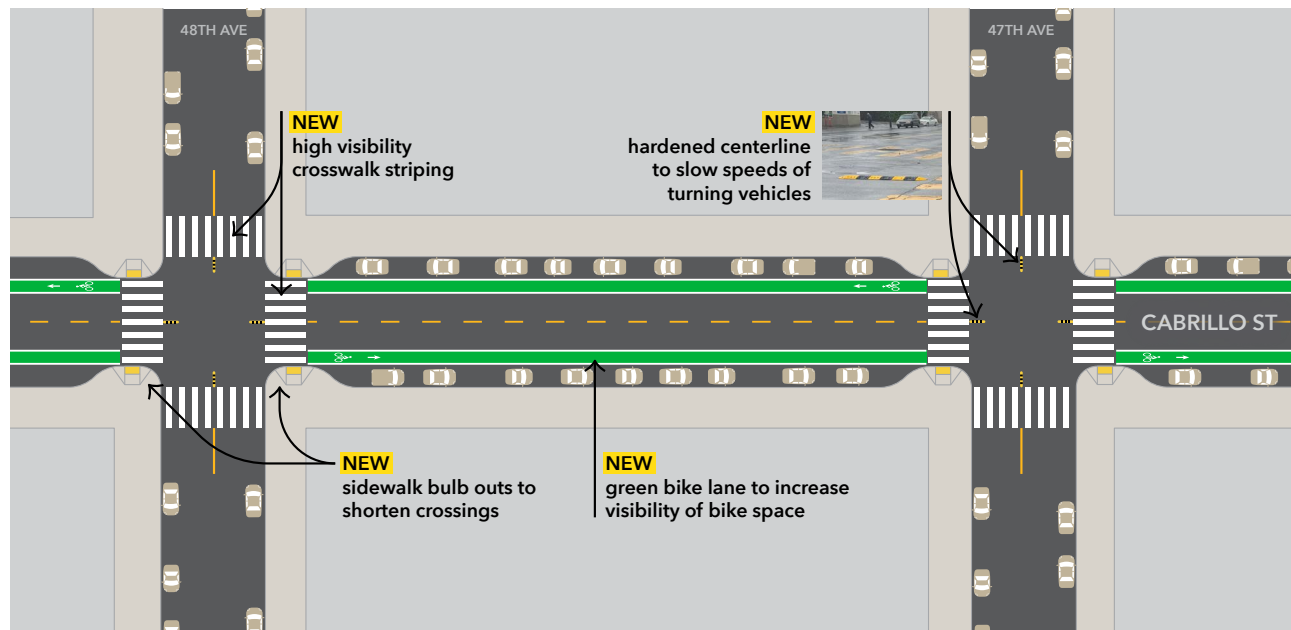 48TH AVE
47TH AVE
NEW
high visibility
crosswalk striping
NEW
hardened centerline
to slow speeds of
turning vehicles
CABRILLO ST
NEW
sidewalk bulb outs to
shorten crossings
NEW
green bike lane to increase
visibility of bike space